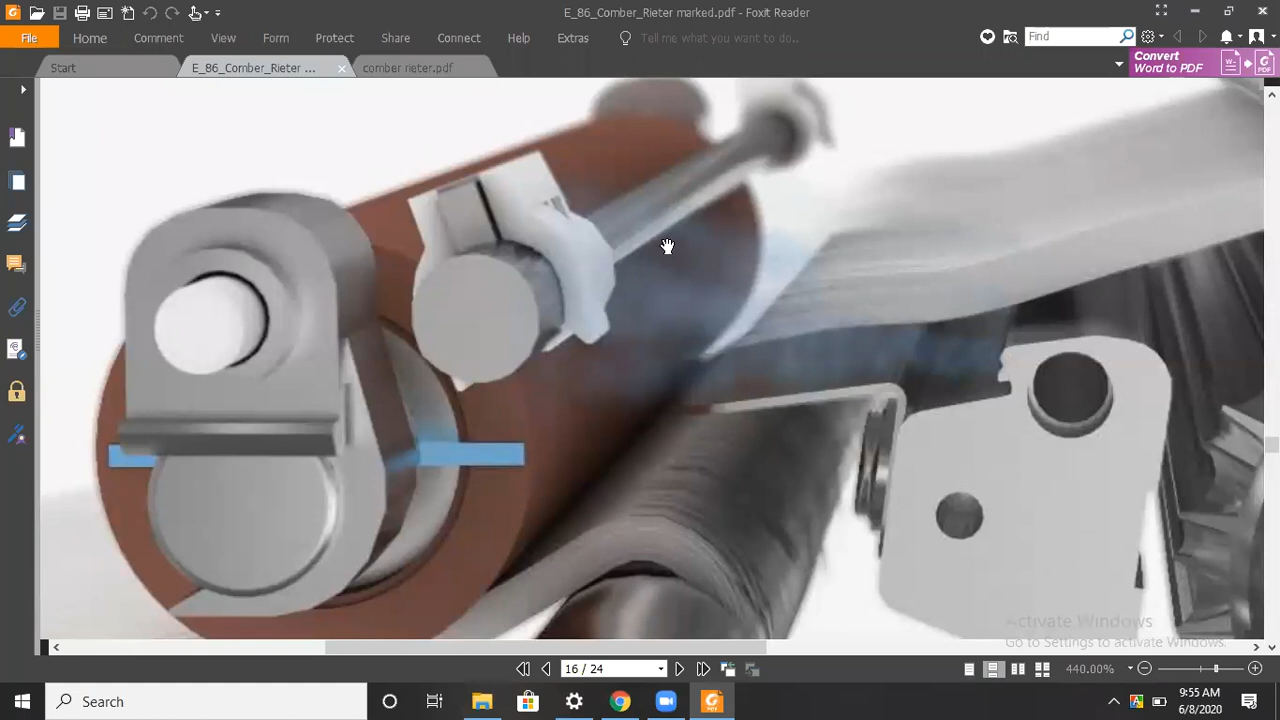 E_86_Comber_Rieter marked.pdf - Foxit Reader
File Home Comment View Form Protect Share Connect Help Extras Tell me what you want to do.. Find
Start E_86_Comber_Rieter ... comber rieter.pdf
Convert
Word to PDF
Activate Windows
Go to Settings to activate Windows.
16 / 24
440.00%
Search
9:55 AM
6/8/2020